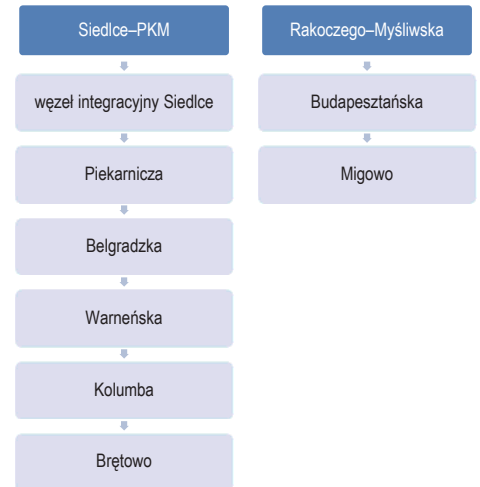 Siedlce–PKM
węzeł integracyjny Siedlce
Piekarnicza
Belgradzka
Warneńska
Kolumba
Brętowo
Rakoczego–Myśliwska
Budapesztańska
Migowo